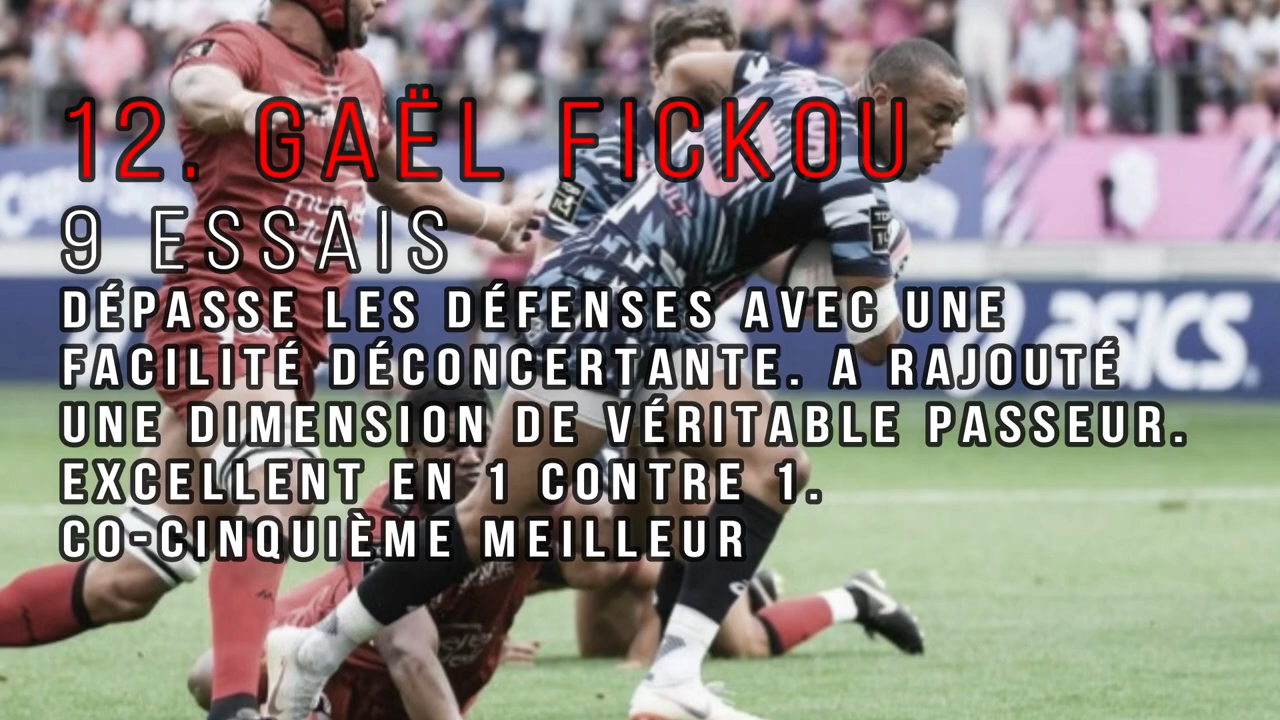 12. GAËL FICKOU
9 ESSAIS
DÉPASSE LES DÉFENSES AVEC UNE
FACILITÉ DÉCONCERTANTE. A RAJOUTÉ
UNE DIMENSION DE VÉRITABLE PASSEUR.
EXCELLENT EN 1 CONTRE 1.
CO-CINQUIÈME MEILLEUR
asics